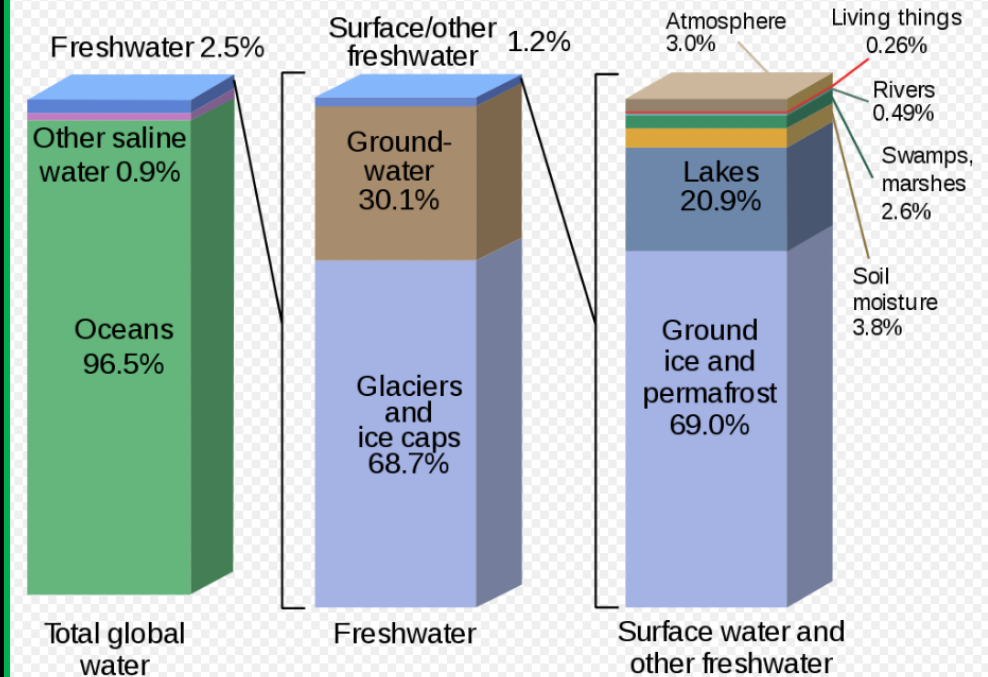 Freshwater 2.5%
Other saline
water 0.9%
Oceans
96.5%
Total global
water
Surface/other
freshwater
1.2%
Ground-
water
30.1%
Glaciers
and
ice caps
68.7%
Freshwater
Atmosphere
3.0%
Living things
0.26%
Rivers
0.49%
Swamps,
marshes
2.6%
Soil
moisture
3.8%
Lakes
20.9%
Ground
ice and
permafrost
69.0%
Surface water and
other freshwater